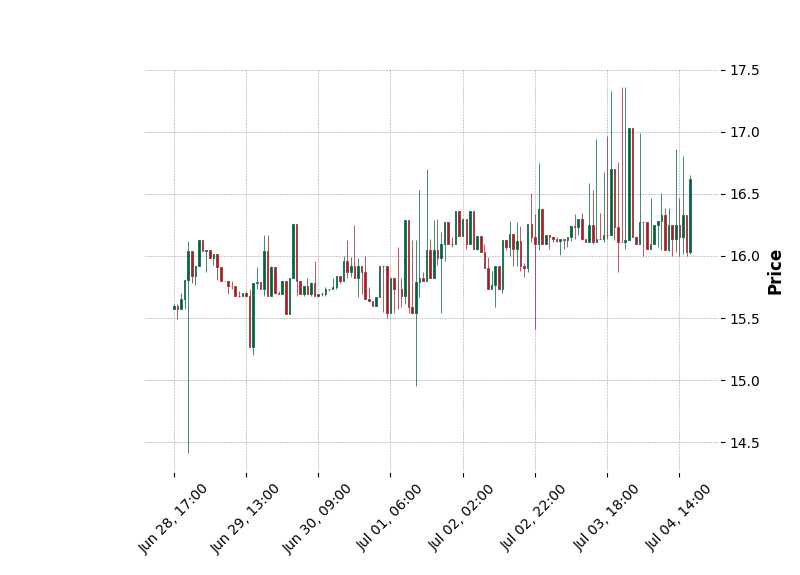 17.5
17.0
16.5
16.0
15.5
15.0
14.5
Price
Jun 28, 17:00
Jun 29, 13:00
Jun 30, 09:00
Jul 01, 06:00
Jul 02, 02:00
Jul 02, 22:00
Jul 03, 18:00
Jul 04, 14:00